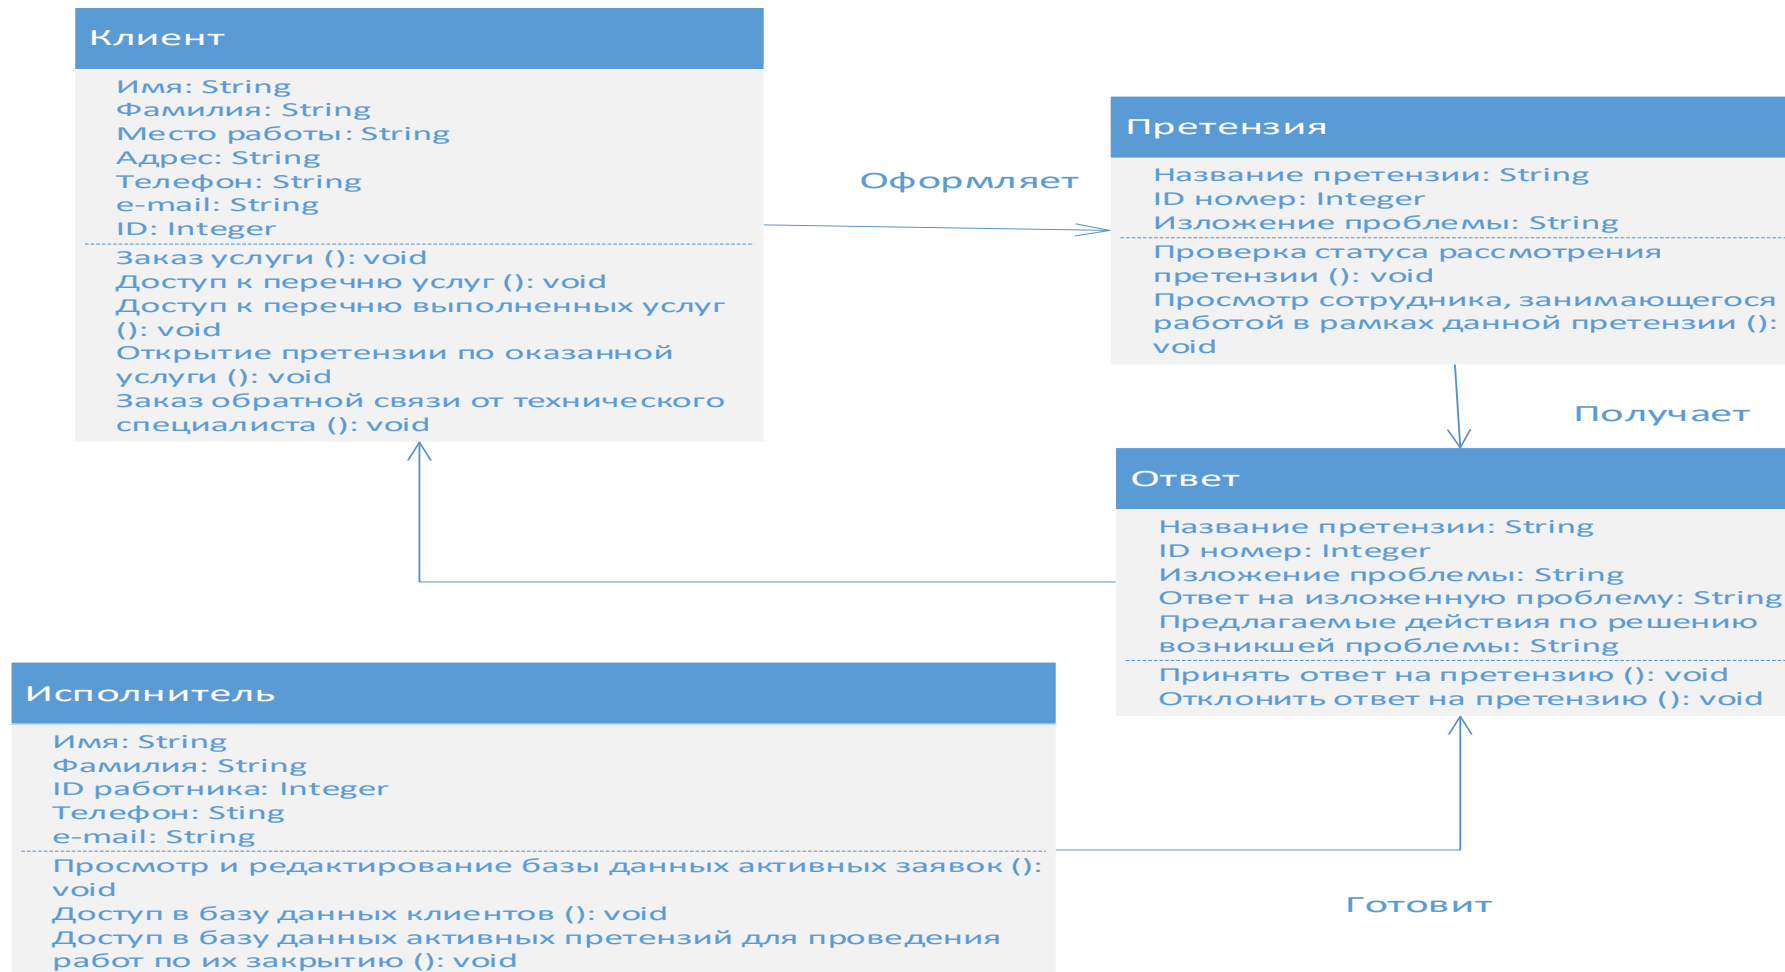 Клиент
Имя: String
Фамилия: String
Место работы: String
Адрес: String
Телефон: String
e-mail: String
ID: Integer
Заказ услуги (): void
Доступ к перечню услуг (): void
Доступ к перечню выполненных услуг
(): void
Открытие претензии по оказанной
услуги (): void
Заказ обратной связи от технического
специалиста (): void
Оформляет
Претензия
Название претензии: String
ID номер: Integer
Изложение проблемы: String
Проверка статуса рассмотрения
претензии (): void
Просмотр сотрудника, занимающегося
работой в рамках данной претензии ():
void
Получает
Ответ
Название претензии: String
ID номер: Integer
Изложение проблемы: String
Ответ на изложенную проблему: String
Предлагаемые действия по решению
возникшей проблемы: String
Принять ответ на претензию (): void
Отклонить ответ на претензию (): void
Исполнитель
Имя: String
Фамилия: String
ID работника: Integer
Телефон: Sting
e-mail: String
Просмотр и редактирование базы данных активных заявок ():
void
Доступ в базу данных клиентов (): void
Доступ в базу данных активных претензий для проведения
работ по их закрытию (): void
Готовит